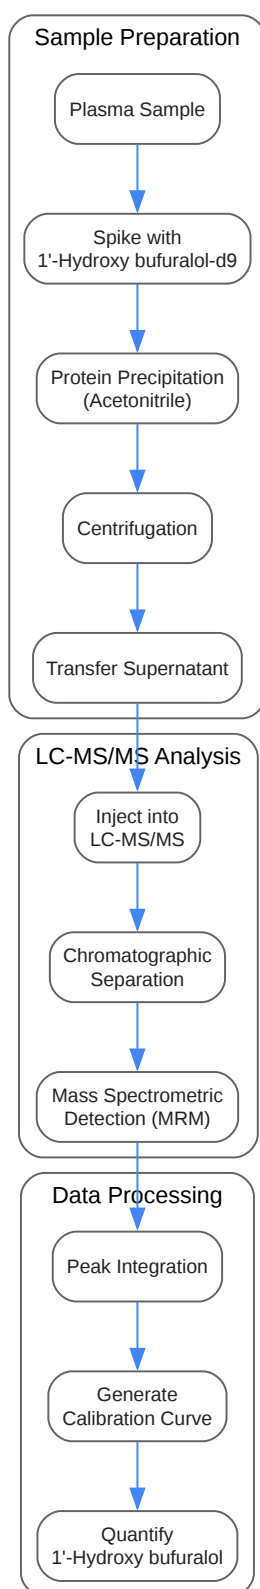 Sample Preparation
Plasma Sample
Spike with
1'-Hydroxy bufuralol-d9
Protein Precipitation
(Acetonitrile)
Centrifugation
Transfer Supernatant
LC-MS/MS Analysis
Inject into
LC-MS/MS
Chromatographic
Separation
Mass Spectrometric
Detection (MRM)
Data Processing
Peak Integration
Generate
Calibration Curve
Quantify
1'-Hydroxy bufuralol